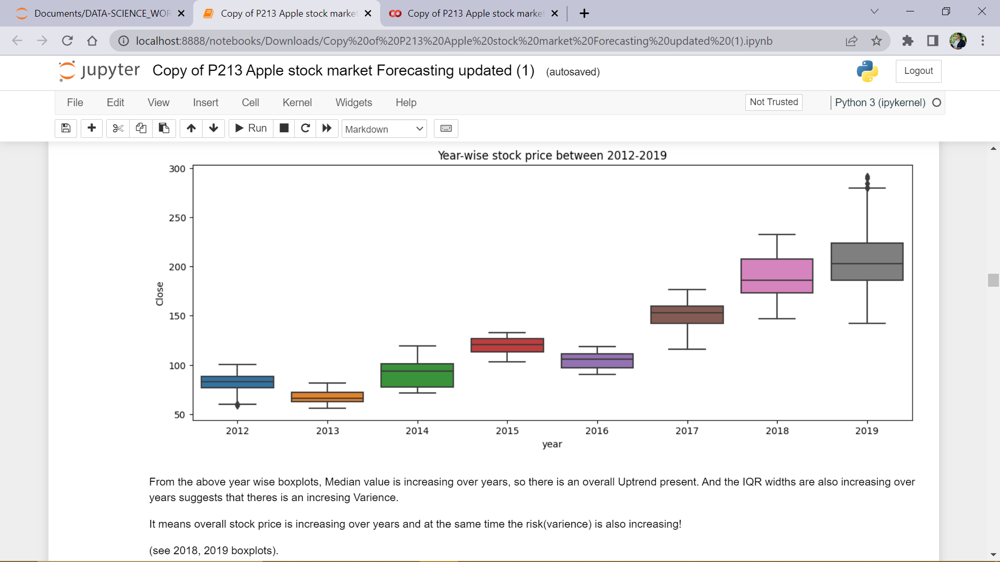 Documents/DATA-SCIENCE_WOR
Copy of P213 Apple stock market
Copy of P213 Apple stock market
localhost:8888/notebooks/Downloads/Copy%20of%20P213%20Apple%20stock%20market%20Forecasting%20updated%20(1).ipynb
jupyter Copy of P213 Apple stock market Forecasting updated (1) (autosaved)
Logout
File Edit View Insert Cell Kernel Widgets Help
Not Trusted
Python 3 (ipykernel)
Run
Markdown
Year-wise stock price between 2012-2019
300
250
200
150
100
50
Close
2012 2013 2014 2015 2016 2017 2018 2019
year
From the above year wise boxplots, Median value is increasing over years, so there is an overall Uptrend present. And the IQR widths are also increasing over
years suggests that theres is an incresing Varience.
It means overall stock price is increasing over years and at the same time the risk(varience) is also increasing!
(see 2018, 2019 boxplots).